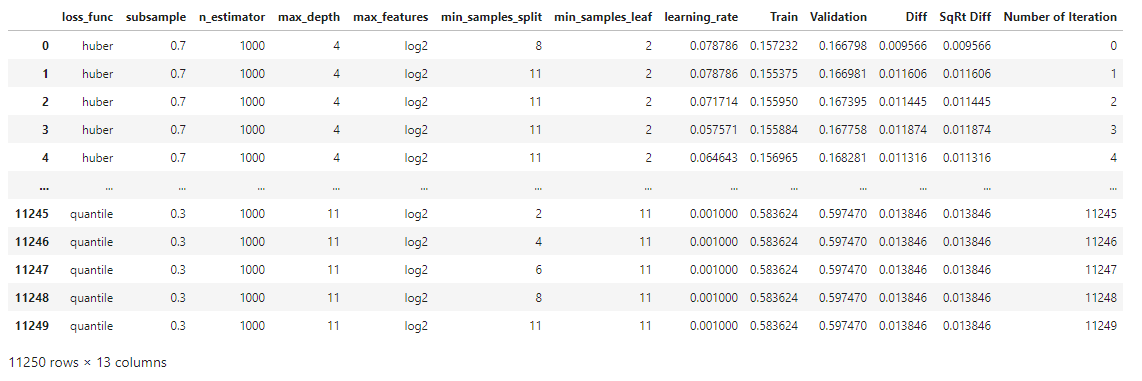 loss_func subsample n_estimator max_depth max_features min_samples_split min_samples_leaf learning_rate Train Validation Diff SqRt Diff Number of Iteration
0 huber 0.7 1000 4 log2 8 2 0.078786 0.157232 0.166798 0.009566 0.009566 0
1 huber 0.7 1000 4 log2 11 2 0.078786 0.155375 0.166981 0.011606 0.011606 1
2 huber 0.7 1000 4 log2 11 2 0.071714 0.155950 0.167395 0.011445 0.011445 2
3 huber 0.7 1000 4 log2 11 2 0.057571 0.155884 0.167758 0.011874 0.011874 3
4 huber 0.7 1000 4 log2 11 2 0.064643 0.156965 0.168281 0.011316 0.011316 4
... ... ... ... ... ... ... ... ... ... ... ... ... ...
11245 quantile 0.3 1000 11 log2 2 11 0.001000 0.583624 0.597470 0.013846 0.013846 11245
11246 quantile 0.3 1000 11 log2 4 11 0.001000 0.583624 0.597470 0.013846 0.013846 11246
11247 quantile 0.3 1000 11 log2 6 11 0.001000 0.583624 0.597470 0.013846 0.013846 11247
11248 quantile 0.3 1000 11 log2 8 11 0.001000 0.583624 0.597470 0.013846 0.013846 11248
11249 quantile 0.3 1000 11 log2 11 11 0.001000 0.583624 0.597470 0.013846 0.013846 11249
11250 rows × 13 columns